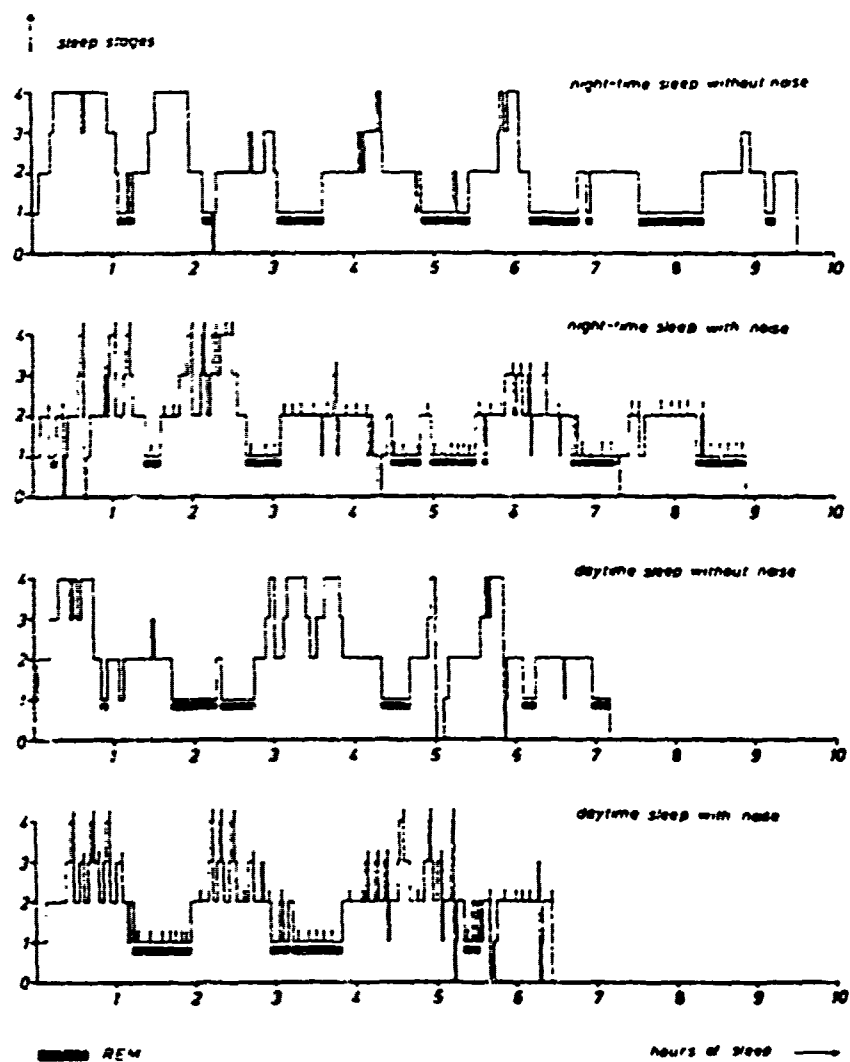 sleep stages
night-time sleep without noise
4
3
2
1
0
1 2 3 4 5 6 7 8 9 10
night-time sleep with noise
4
3
2
1
0
1 2 3 4 5 6 7 8 9 10
daytime sleep without noise
4
3
2
1
0
1 2 3 4 5 6 7 8 9 10
daytime sleep with noise
4
3
2
1
0
1 2 3 4 5 6 7 8 9 10
REM hours of sleep